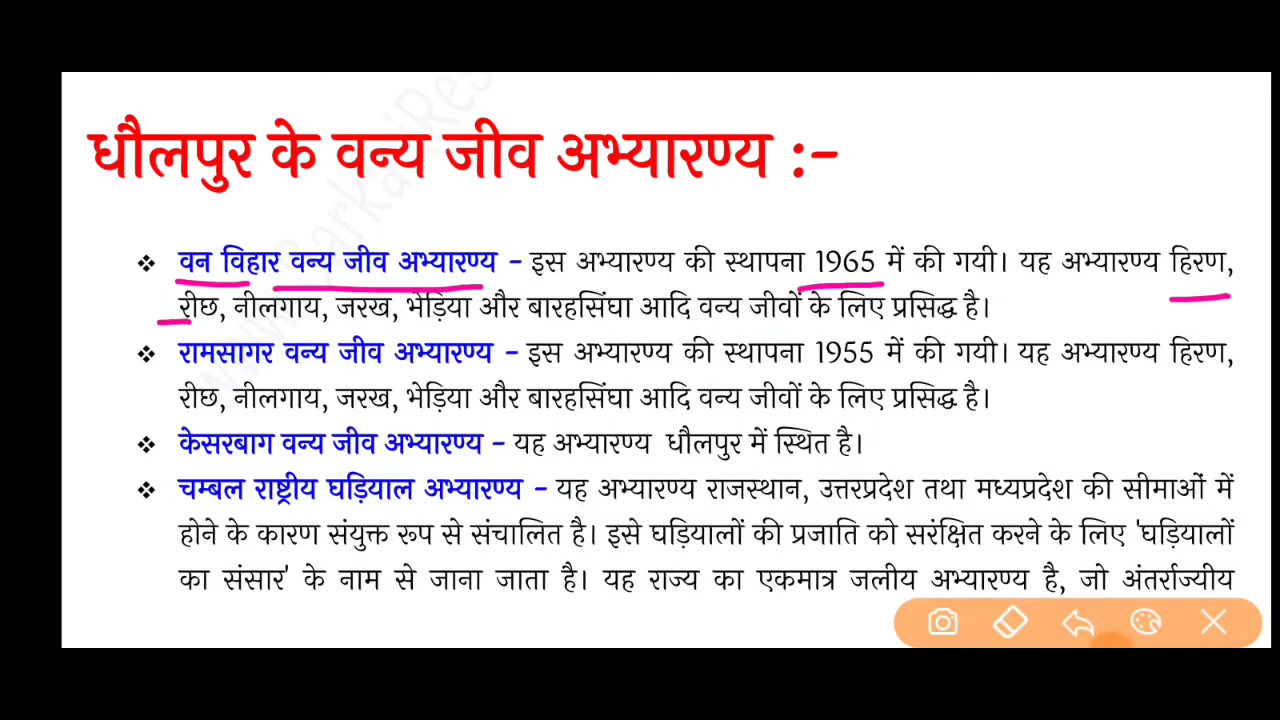 धौलपुर के वन्य जीव अभ्यारण्य :-
❖ वन विहार वन्य जीव अभ्यारण्य - इस अभ्यारण्य की स्थापना 1965 में की गयी। यह अभ्यारण्य हिरण,
रीछ, नीलगाय, जरख, भेड़िया और बारहसिंघा आदि वन्य जीवों के लिए प्रसिद्ध है।
❖ रामसागर वन्य जीव अभ्यारण्य - इस अभ्यारण्य की स्थापना 1955 में की गयी। यह अभ्यारण्य हिरण,
रीछ, नीलगाय, जरख, भेड़िया और बारहसिंघा आदि वन्य जीवों के लिए प्रसिद्ध है।
❖ केसरबाग वन्य जीव अभ्यारण्य - यह अभ्यारण्य धौलपुर में स्थित है।
❖ चम्बल राष्ट्रीय घड़ियाल अभ्यारण्य - यह अभ्यारण्य राजस्थान, उत्तरप्रदेश तथा मध्यप्रदेश की सीमाओं में
होने के कारण संयुक्त रूप से संचालित है। इसे घड़ियालों की प्रजाति को सरंक्षित करने के लिए 'घड़ियालों
का संसार' के नाम से जाना जाता है। यह राज्य का एकमात्र जलीय अभ्यारण्य है, जो अंतर्राज्यीय